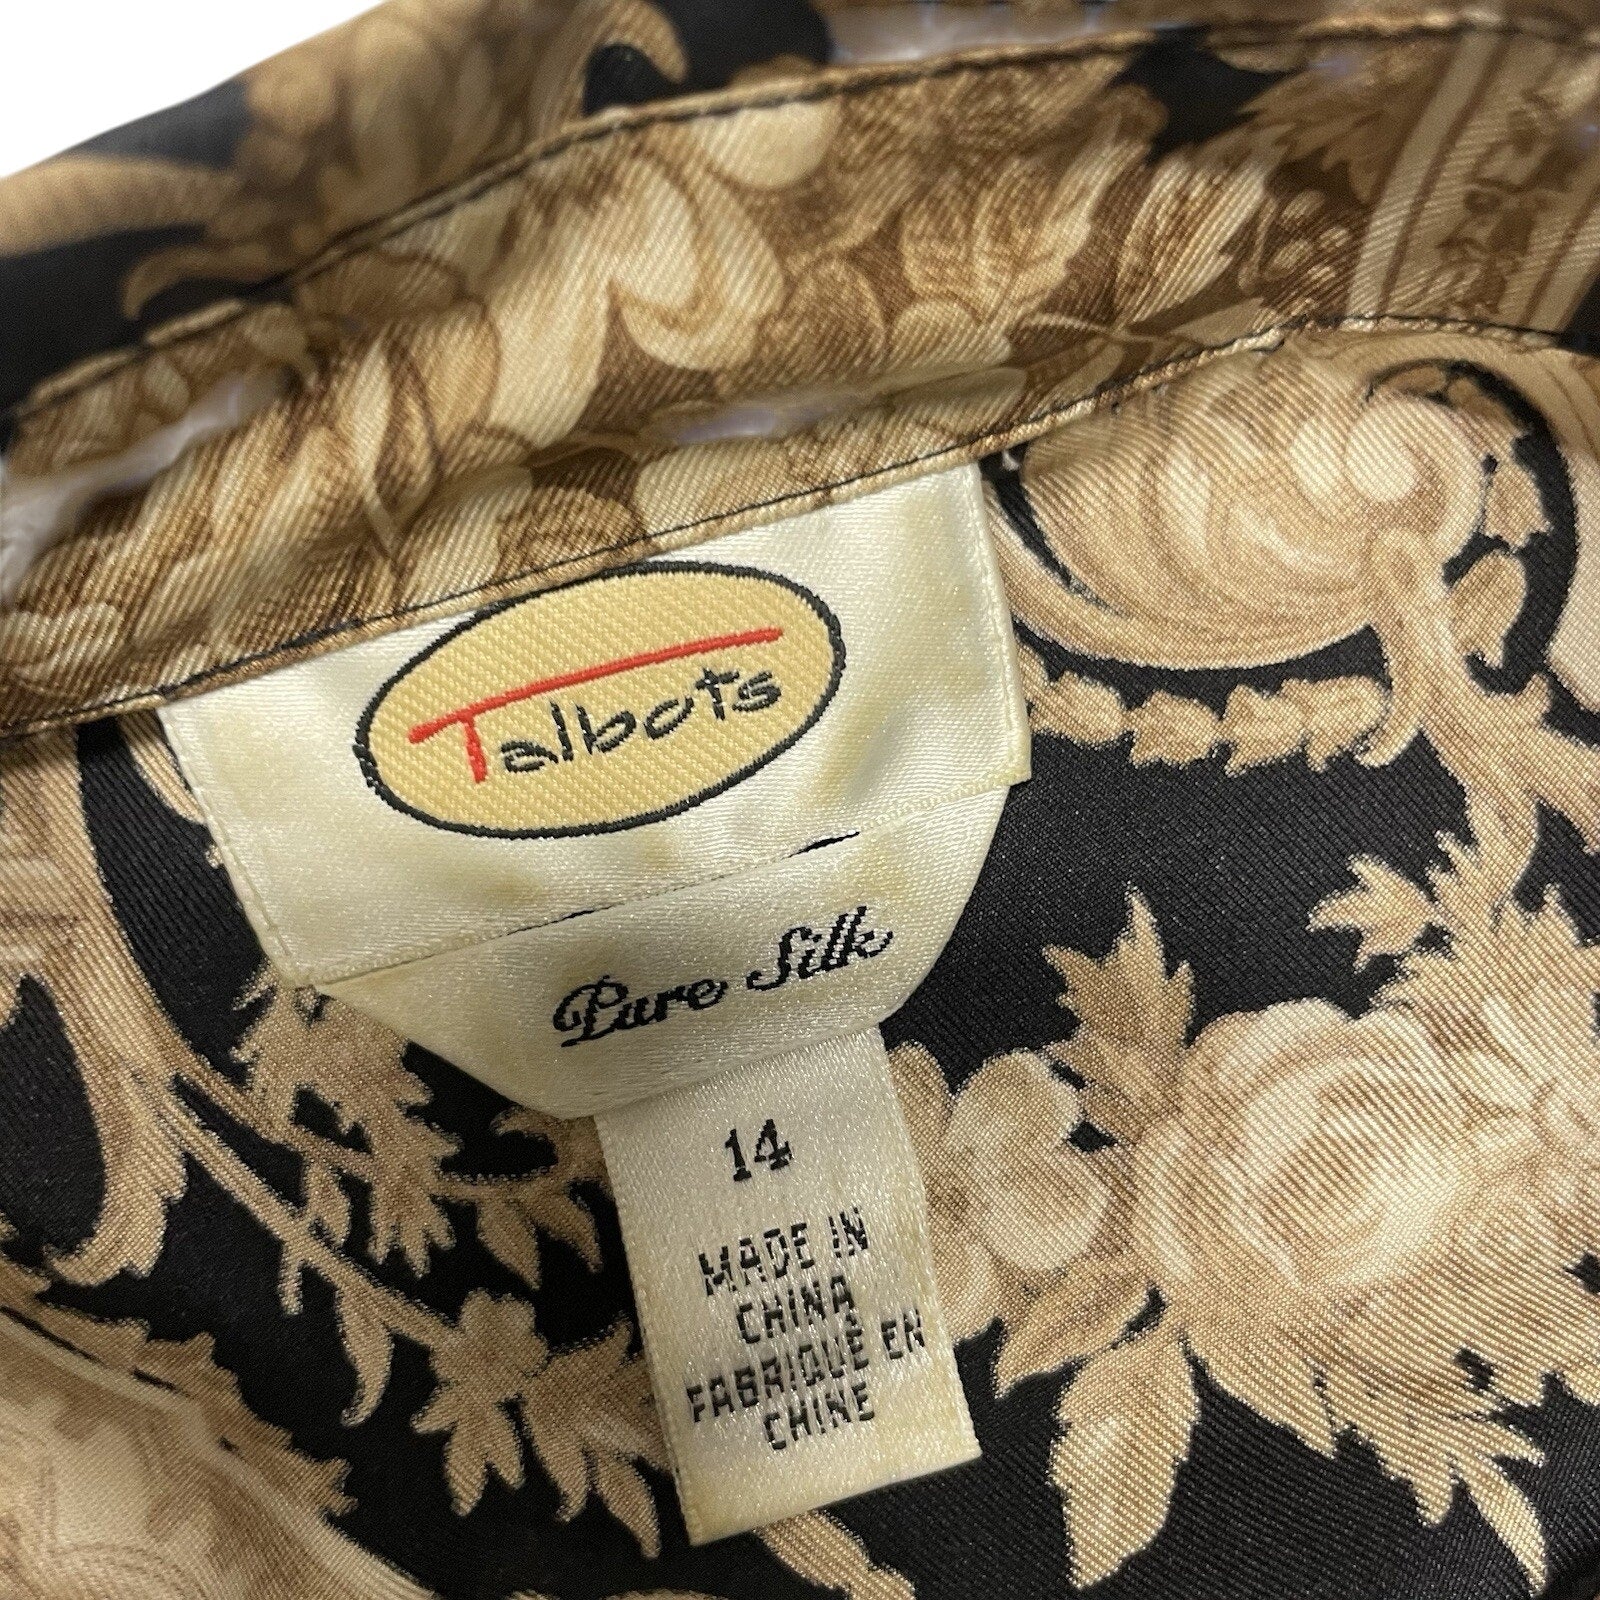 Talbots
Pure Silk
14
MADE IN
CHINA
FABRIQUE EN
CHINE